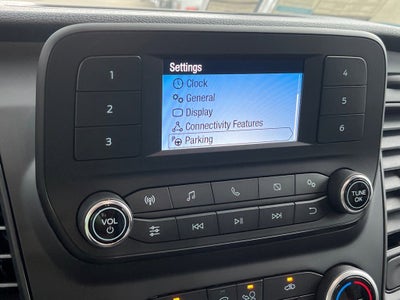 Settings
Clock
General
Display
Connectivity Features
Parking
1
2
3
4
5
6
VOL
TUNE
OK